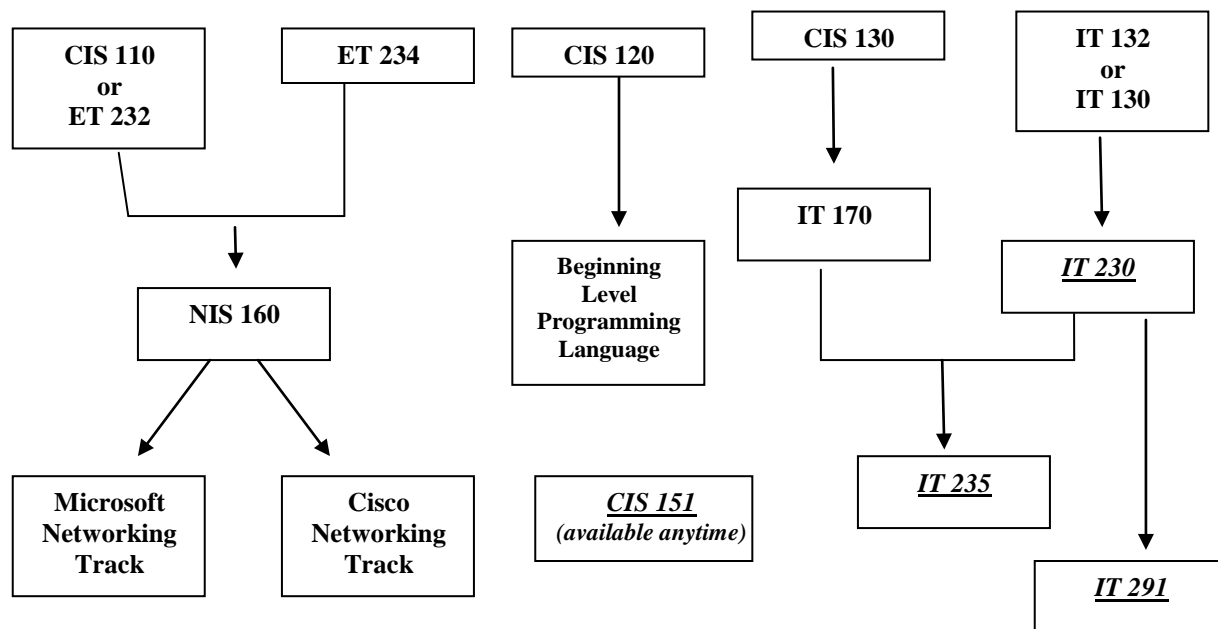 CIS 110
or
ET 232
ET 234
CIS 120
CIS 130
IT 132
or
IT 130
IT 170
Beginning
Level
Programming
Language
IT 230
NIS 160
Microsoft
Networking
Track
Cisco
Networking
Track
CIS 151
(available anytime)
IT 235
IT 291